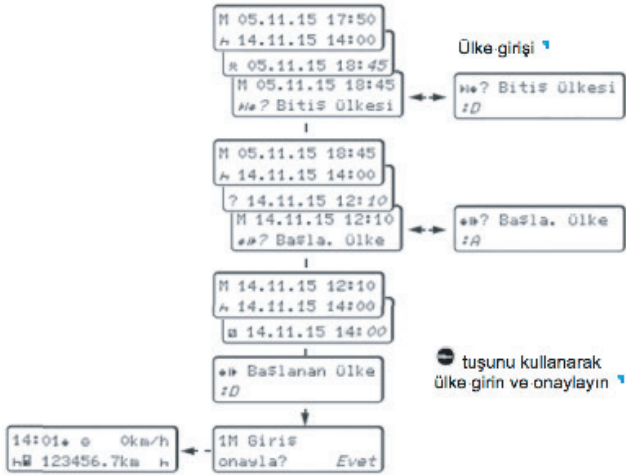 M 05.11.15 17:50
14.11.15 14:00
05.11.15 18:45
M 05.11.15 18:45
? Bitiş ülkesi
Ülke girişi
? Bitiş ülkesi
:D
M 05.11.15 18:45
14.11.15 14:00
? 14.11.15 12:10
M 14.11.15 12:10
? Başla. ülke
? Başla. ülke
:A
M 14.11.15 12:10
14.11.15 14:00
14.11.15 14:00
tuşunu kullanarak
ülke girin ve onaylayın
Başlanan ülke
:D
14:01 0km/h
123456.7km
1M Giriş
onayla? Evet